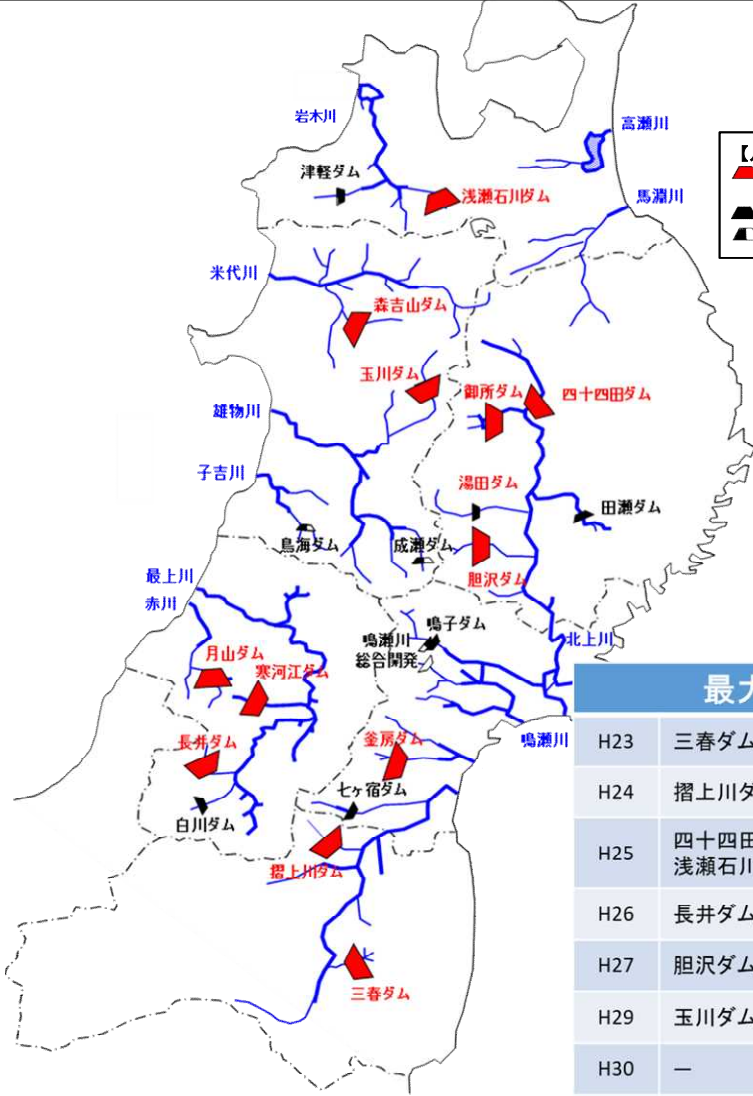 岩木川
高瀬川
津軽ダム
浅瀬石川ダム
馬淵川
米代川
森吉山ダム
玉川ダム
御所ダム
四十四田ダム
雄物川
子吉川
湯田ダム
田瀬ダム
鳥海ダム
成瀬ダム
胆沢ダム
最上川
赤川
鳴子ダム
鳴瀬川
総合開発
北上川
月山ダム
寒河江ダム
長井ダム
釜房ダム
鳴瀬川
七ヶ宿ダム
白川ダム
摺上川ダム
三春ダム
最大
H23 三春ダム
H24 摺上川ダ
H25 四十四田
浅瀬石川
H26 長井ダム
H27 胆沢ダム
H29 玉川ダム
H30 ―